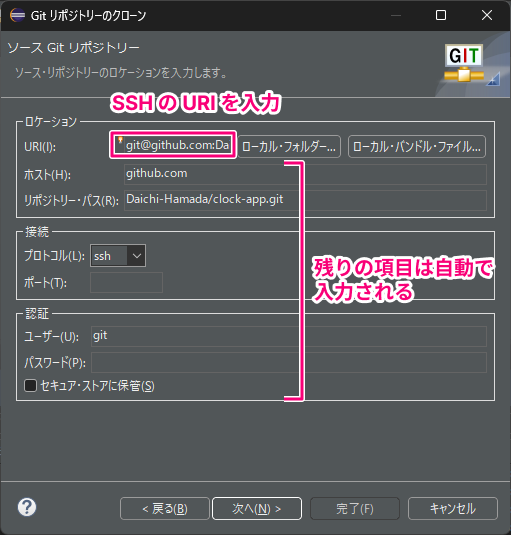 Git リポジトリーのクローン
ソース Git リポジトリー
ソース・リポジトリーのロケーションを入力します。
GIT
SSH の URI を入力
ロケーション
URI(I):
git@github.com:Da
ローカル・フォルダー...
ローカル・バンドル・ファイル...
ホスト(H):
github.com
リポジトリー・パス(R):
Daichi-Hamada/clock-app.git
接続
プロトコル(L):
ssh
ポート(T):
残りの項目は自動で
入力される
認証
ユーザー(U):
git
パスワード(P):
セキュア・ストアに保管(S)
?
< 戻る(B)
次へ(N) >
完了(F)
キャンセル